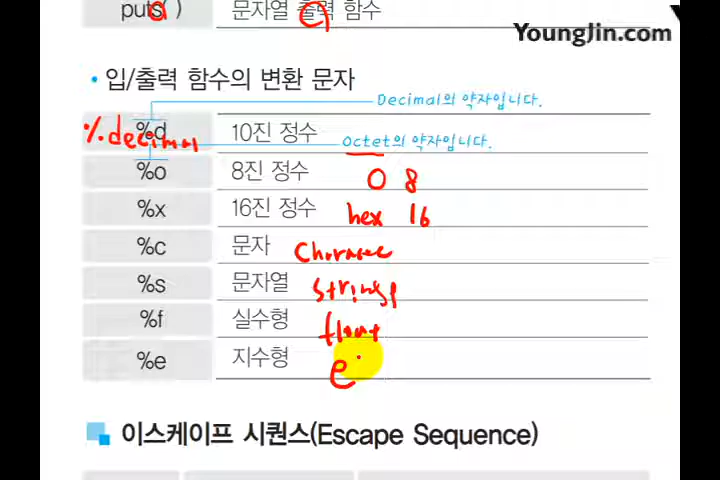 puts( ) 문자열 출력 함수
YoungJin.com
• 입/출력 함수의 변환 문자
Decimal의 약자입니다.
%d 10진 정수
%decimal
Octet의 약자입니다.
%o 8진 정수 0 8
%x 16진 정수 hex 16
%c 문자
%s 문자열 string
%f 실수형 float
%e 지수형 e
이스케이프 시퀀스(Escape Sequence)